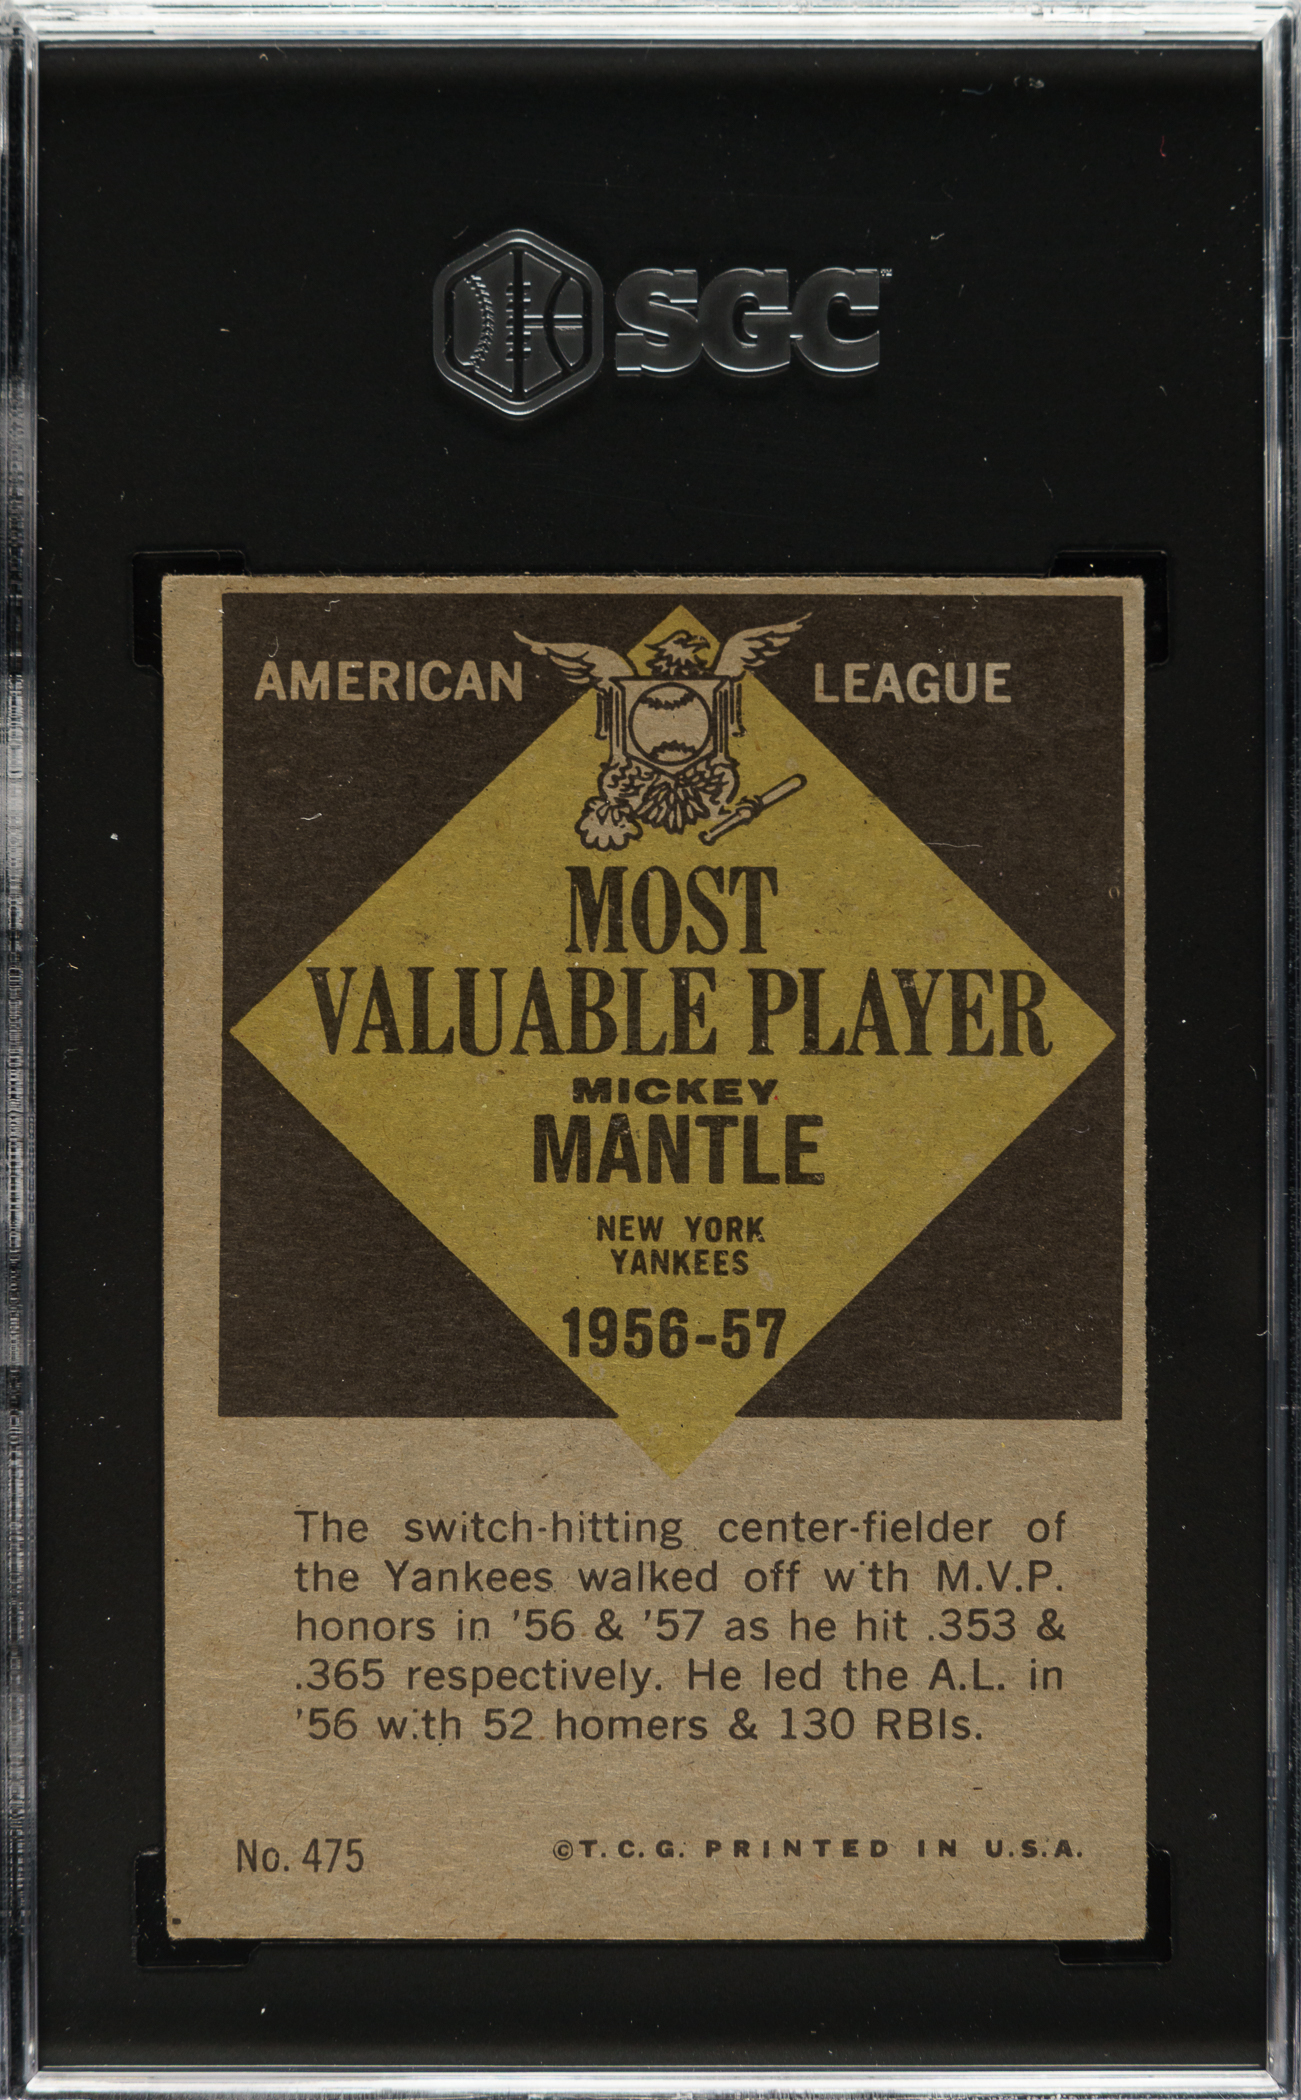 SGC™
AMERICAN LEAGUE
MOST
VALUABLE PLAYER
MICKEY
MANTLE
NEW YORK
YANKEES
1956-57
The switch-hitting center-fielder of
the Yankees walked off with M.V.P.
honors in '56 & '57 as he hit .353 &
.365 respectively. He led the A.L. in
'56 with 52 homers & 130 RBIs.
No. 475
©T.C.G. PRINTED IN U.S.A.